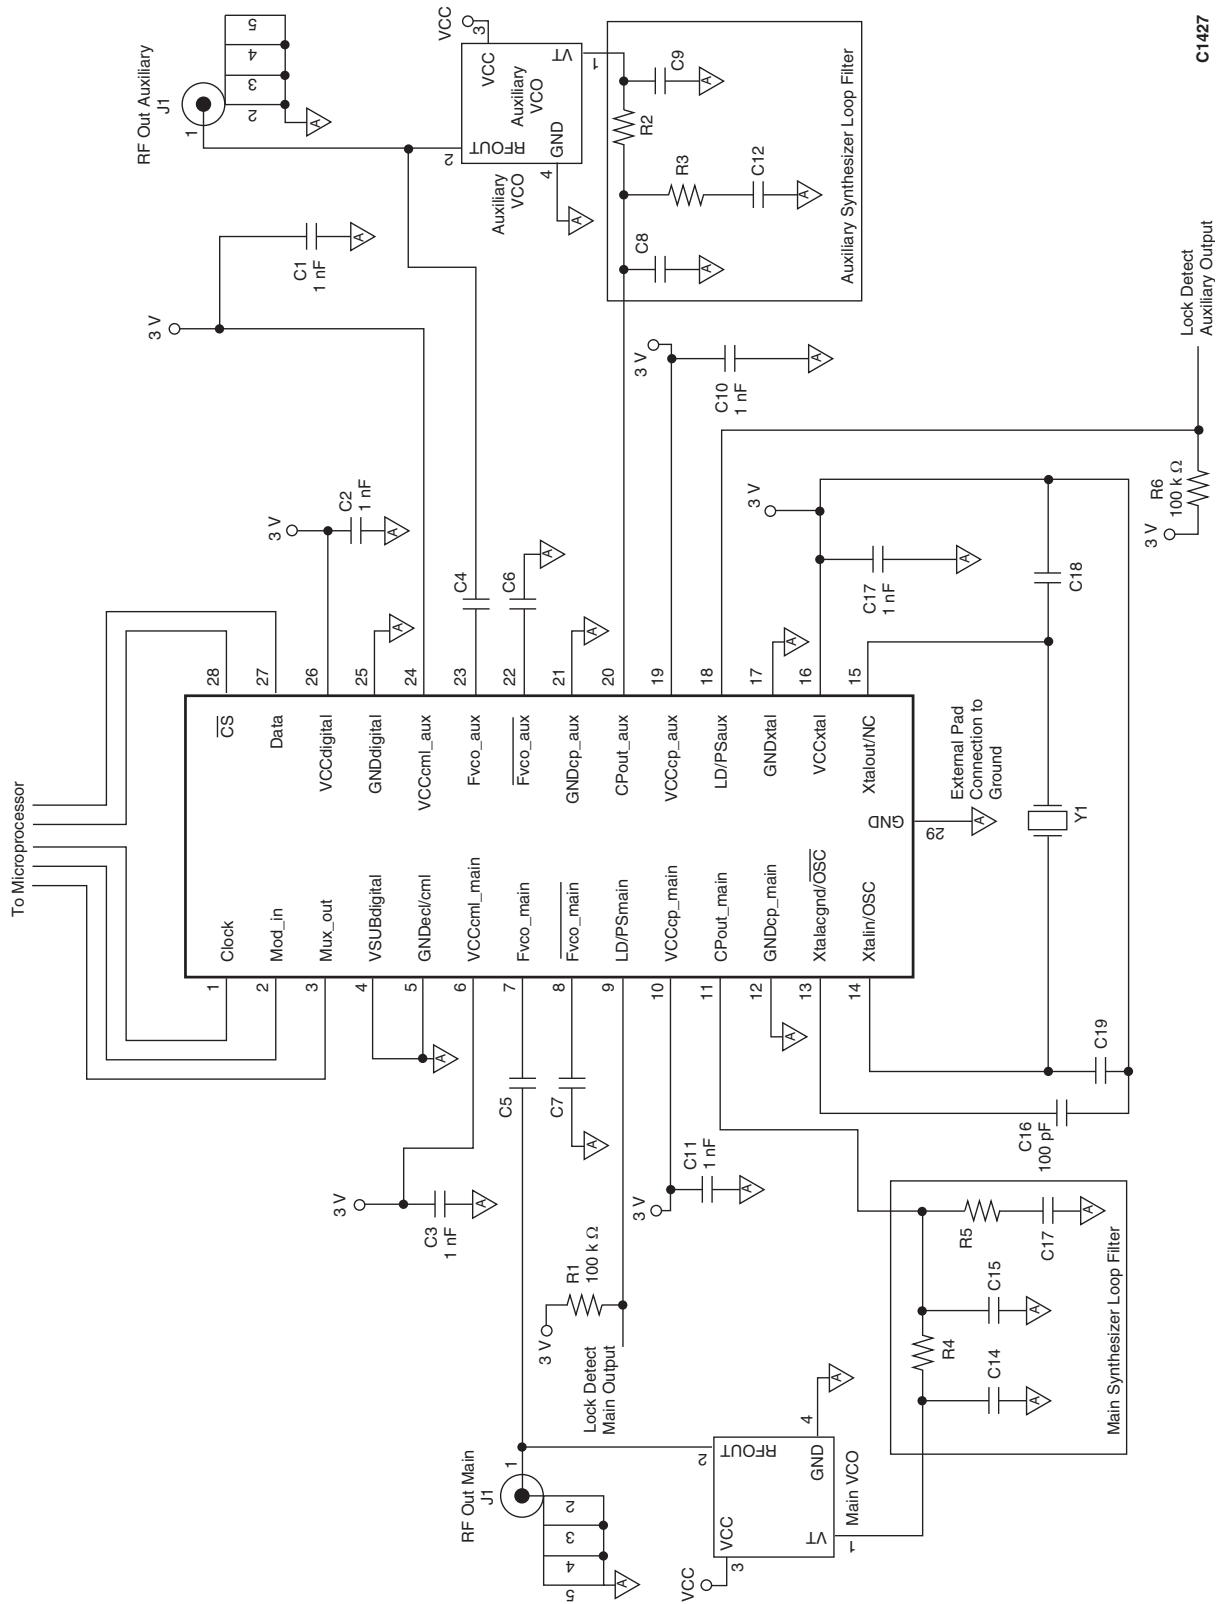 To Microprocessor
RF Out Auxiliary
J1
1
2
3
4
5
A
VCC
3
VCC
VT
1
Auxiliary
VCO
RFOUT
2
GND
4
A
Auxiliary
VCO
C9
A
R2
R3
C12
A
C8
A
Auxiliary Synthesizer Loop Filter
3 V
C1
1 nF
A
3 V
C2
1 nF
A
A
C4
C6
A
A
3 V
C10
1 nF
A
3 V
C17
1 nF
A
A
C18
Lock Detect
Auxiliary Output
R6
100 k Ω
3 V
28
27
26
25
24
23
22
21
20
19
18
17
16
15
CS
Data
VCCdigital
GNDdigital
VCCcml_aux
Fvco_aux
Fvco_aux
GNDcp_aux
CPout_aux
VCCcp_aux
LD/PSaux
GNDxtal
VCCxtal
Xtalout/NC
GND
29
A
External Pad
Connection to
Ground
Y1
Clock
Mod_in
Mux_out
VSUBdigital
GNDecl/cml
VCCcml_main
Fvco_main
Fvco_main
LD/PSmain
VCCcp_main
CPout_main
GNDcp_main
Xtalacgnd/OSC
Xtalin/OSC
1
2
3
4
5
6
7
8
9
10
11
12
13
14
A
C5
C7
A
A
C19
C16
100 pF
3 V
C3
1 nF
A
3 V
C11
1 nF
A
3 V
R1
100 k Ω
Lock Detect
Main Output
RF Out Main
J1
1
2
3
4
5
A
VCC
3
VCC
RFOUT
2
GND
4
A
VT
1
Main VCO
R5
C17
A
C15
A
R4
C14
A
Main Synthesizer Loop Filter
C1427